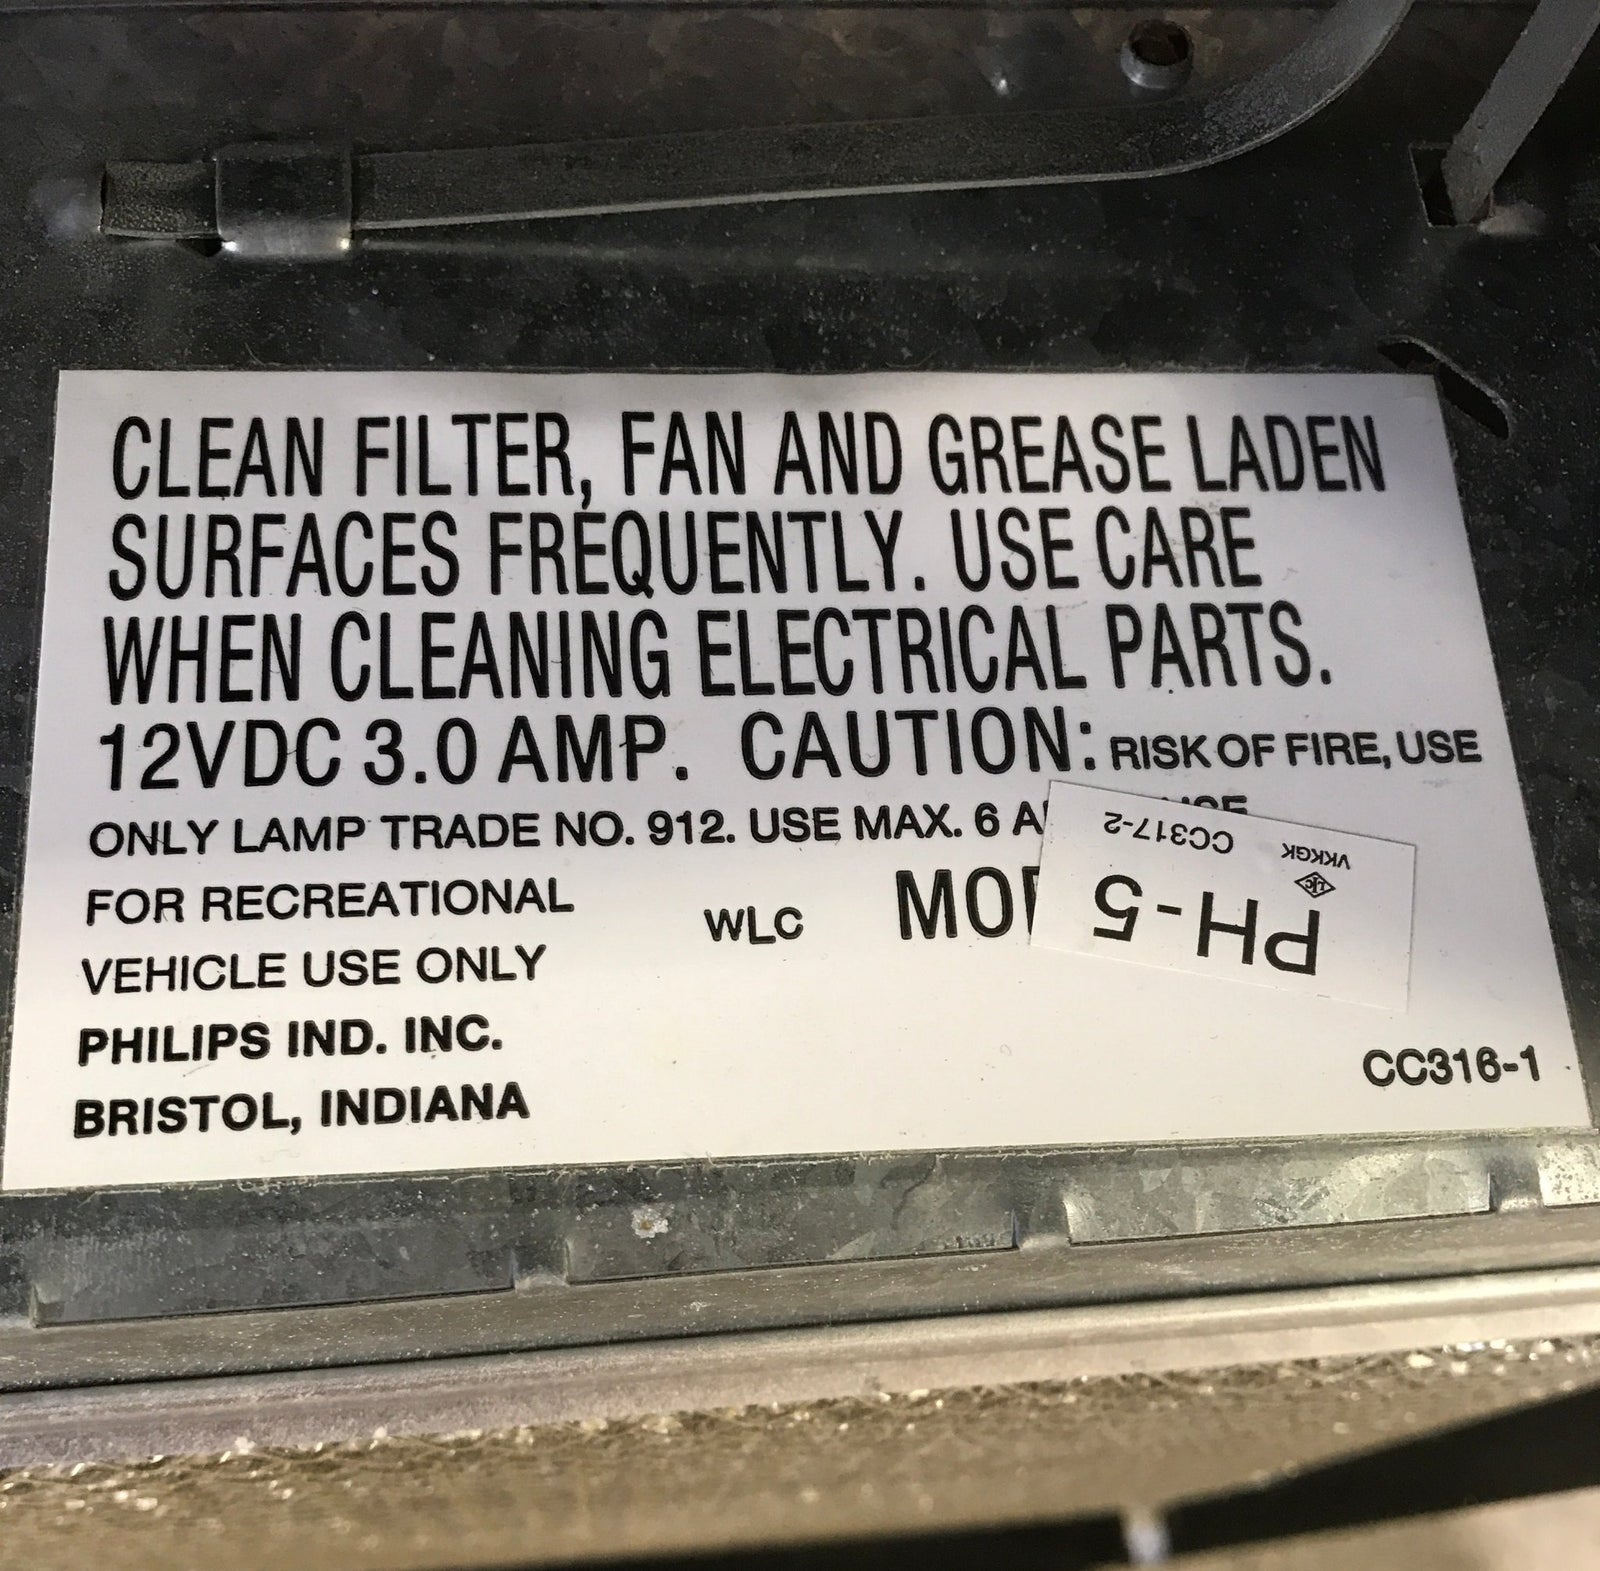 CLEAN FILTER, FAN AND GREASE LADEN
SURFACES FREQUENTLY. USE CARE
WHEN CLEANING ELECTRICAL PARTS.
12VDC 3.0 AMP. CAUTION: RISK OF FIRE, USE
ONLY LAMP TRADE NO. 912. USE MAX. 6 A
FOR RECREATIONAL
VEHICLE USE ONLY
WLC
PHILIPS IND. INC.
BRISTOL, INDIANA
CC316-1
PH-5
VKKGK
CC317-2